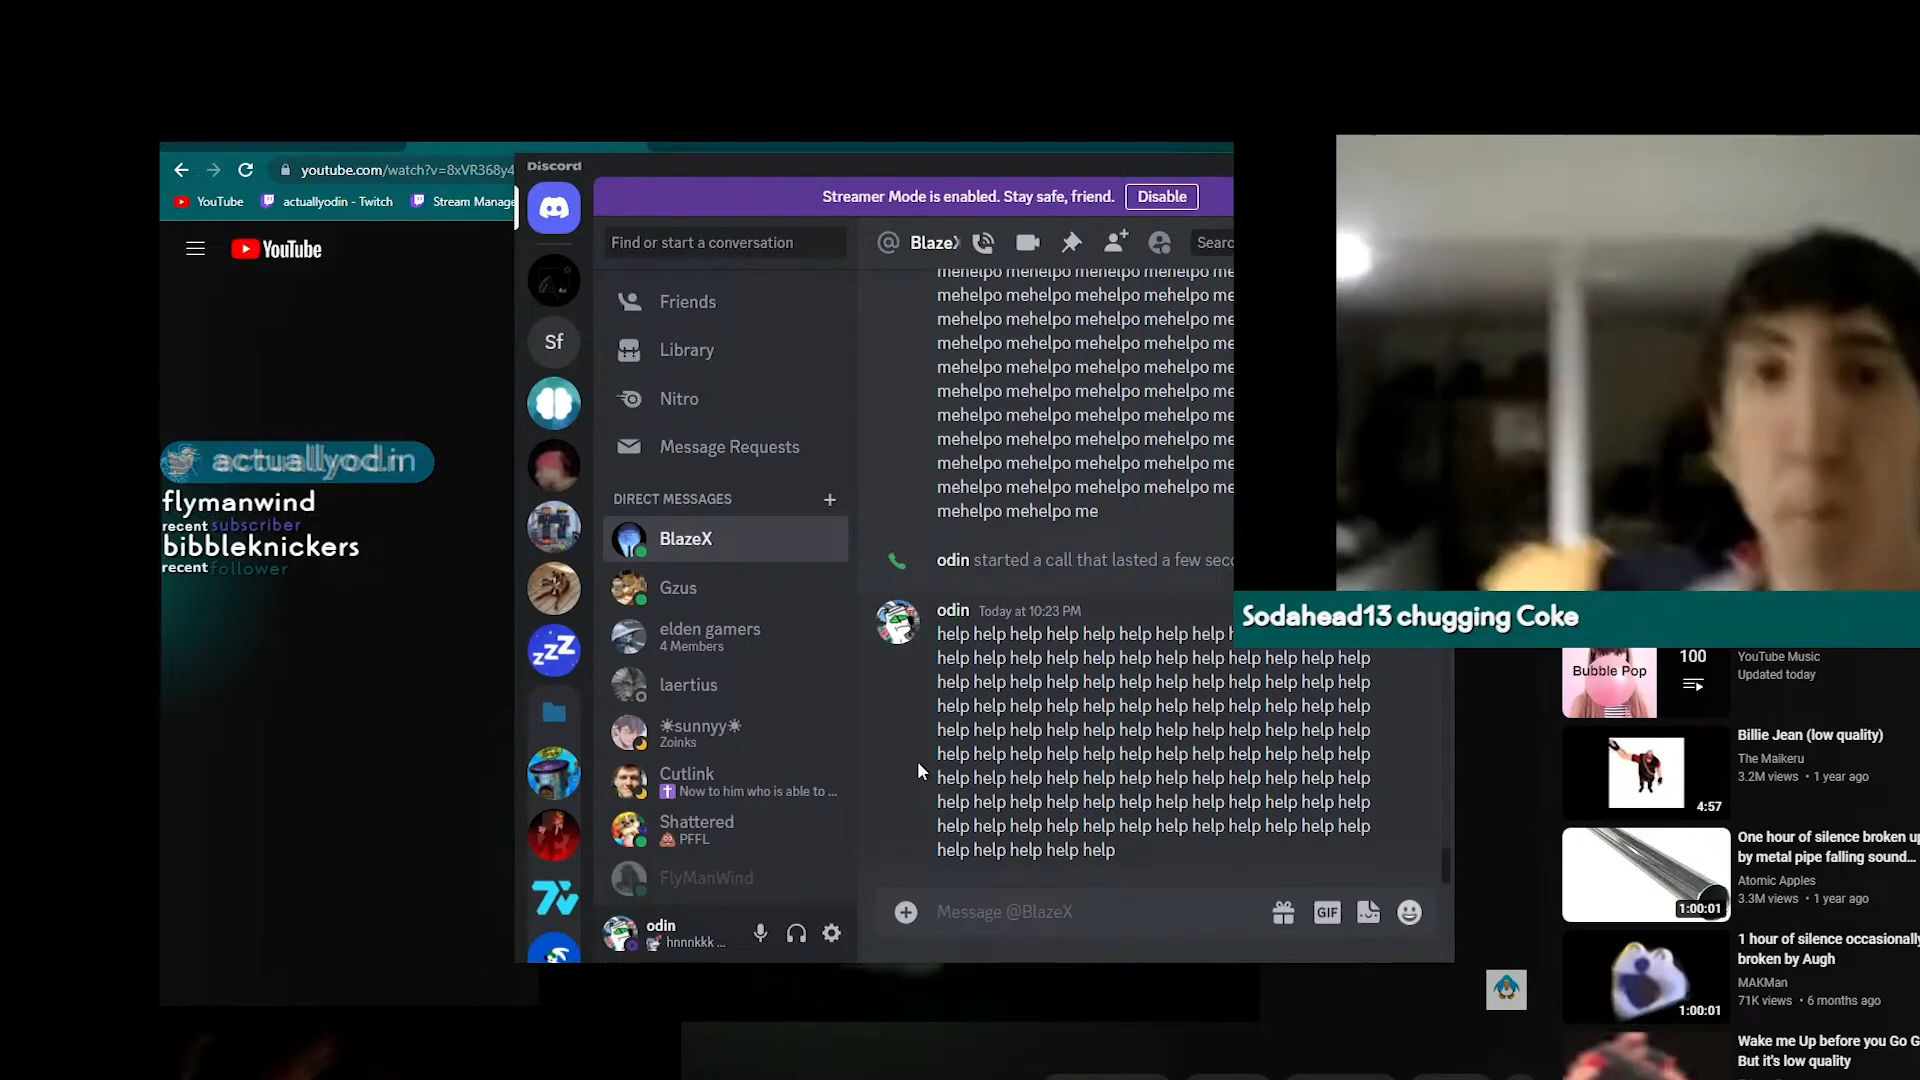 youtube.com/watch?v=8xVR368y4
YouTube
actuallyodin - Twitch
Stream Manage
YouTube
actuallyod.in
flymanwind
recent subscriber
bibbleknickers
recent follower
Discord
Sf
zzz
Streamer Mode is enabled. Stay safe, friend.
Disable
Find or start a conversation
Friends
Library
Nitro
Message Requests
DIRECT MESSAGES
BlazeX
Gzus
elden gamers
4 Members
laertius
☀sunnyy☀
Zoinks
Cutlink
Now to him who is able to ...
Shattered
PFFL
FlyManWind
odin
hnnnkkk ...
@ BlazeX
Searc
mehelpo mehelpo mehelpo mehelpo me
mehelpo mehelpo mehelpo mehelpo me
mehelpo mehelpo mehelpo mehelpo me
mehelpo mehelpo mehelpo mehelpo me
mehelpo mehelpo mehelpo mehelpo me
mehelpo mehelpo mehelpo mehelpo me
mehelpo mehelpo mehelpo mehelpo me
mehelpo mehelpo mehelpo mehelpo me
mehelpo mehelpo mehelpo mehelpo me
mehelpo mehelpo mehelpo mehelpo me
mehelpo mehelpo me
odin started a call that lasted a few seco
odin Today at 10:23 PM
help help help help help help help help
help help help help help help help help help help help help
help help help help help help help help help help help help
help help help help help help help help help help help help
help help help help help help help help help help help help
help help help help help help help help help help help help
help help help help help help help help help help help help
help help help help help help help help help help help help
help help help help help help help help help help help help
help help help help help
Message @BlazeX
GIF
Sodahead13 chugging Coke
Bubble Pop
100
YouTube Music
Updated today
Billie Jean (low quality)
The Maikeru
3.2M views • 1 year ago
4:57
One hour of silence broken up
by metal pipe falling sound...
Atomic Apples
3.3M views • 1 year ago
1:00:01
1 hour of silence occasionally
broken by Augh
MAKMan
71K views • 6 months ago
1:00:01
Wake me Up before you Go G
But it's low quality